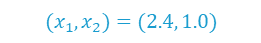 (x₁, x₂) = (2.4, 1.0)